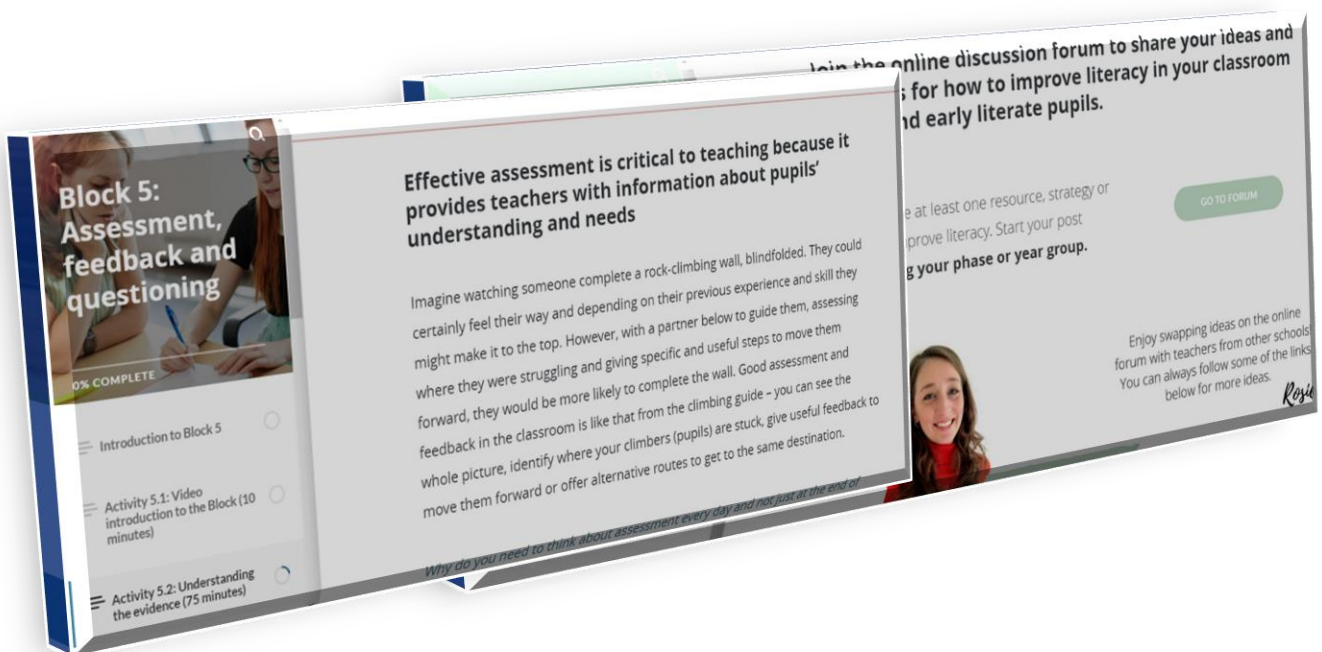 Block 5:
Assessment,
feedback and
questioning
0% COMPLETE
Introduction to Block 5
Activity 5.1: Video
introduction to the Block (10
minutes)
Activity 5.2: Understanding
the evidence (75 minutes)
Effective assessment is critical to teaching because it
provides teachers with information about pupils’
understanding and needs
Imagine watching someone complete a rock-climbing wall, blindfolded. They could
certainly feel their way and depending on their previous experience and skill they
might make it to the top. However, with a partner below to guide them, assessing
where they were struggling and giving specific and useful steps to move them
forward, they would be more likely to complete the wall. Good assessment and
feedback in the classroom is like that from the climbing guide – you can see the
whole picture, identify where your climbers (pupils) are stuck, give useful feedback to
move them forward or offer alternative routes to get to the same destination.
Why do you need to think about assessment every day and not just at the end of
Join the online discussion forum to share your ideas and
for how to improve literacy in your classroom
early literate pupils.
at least one resource, strategy or
improve literacy. Start your post
your phase or year group.
GO TO FORUM
Enjoy swapping ideas on the online
forum with teachers from other schools!
You can always follow some of the links
below for more ideas.
Rosie